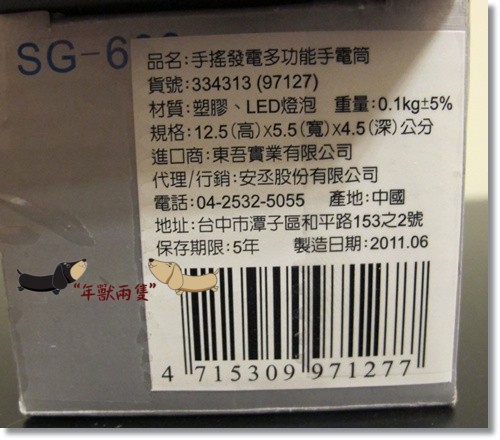 品名:手搖發電多功能手電筒
貨號:334313 (97127)
材質:塑膠、LED燈泡 重量:0.1kg±5%
規格:12.5(高)X5.5(寬)X4.5(深)公分
進口商:東吾實業有限公司
代理/行銷:安丞股份有限公司
電話:04-2532-5055 產地:中國
地址:台中市潭子區和平路153之2號
保存期限:5年 製造日期:2011.06
"年獸兩隻"
4 715309 971277